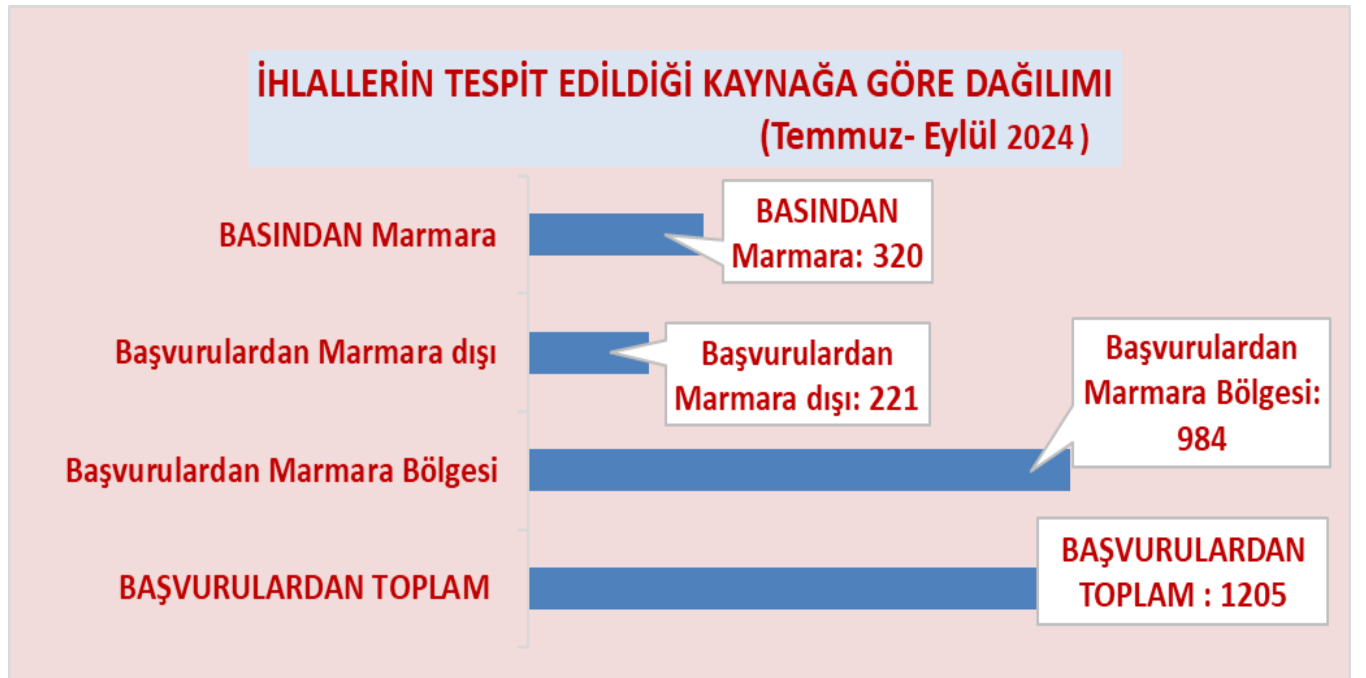 İHLALLERİN TESPİT EDİLDİĞİ KAYNAĞA GÖRE DAĞILIMI
(Temmuz- Eylül 2024 )
BASINDAN Marmara
BASINDAN
Marmara: 320
Başvurulardan Marmara dışı
Başvurulardan
Marmara dışı: 221
Başvurulardan Marmara Bölgesi
Başvurulardan
Marmara Bölgesi:
984
BAŞVURULARDAN TOPLAM
BAŞVURULARDAN
TOPLAM : 1205